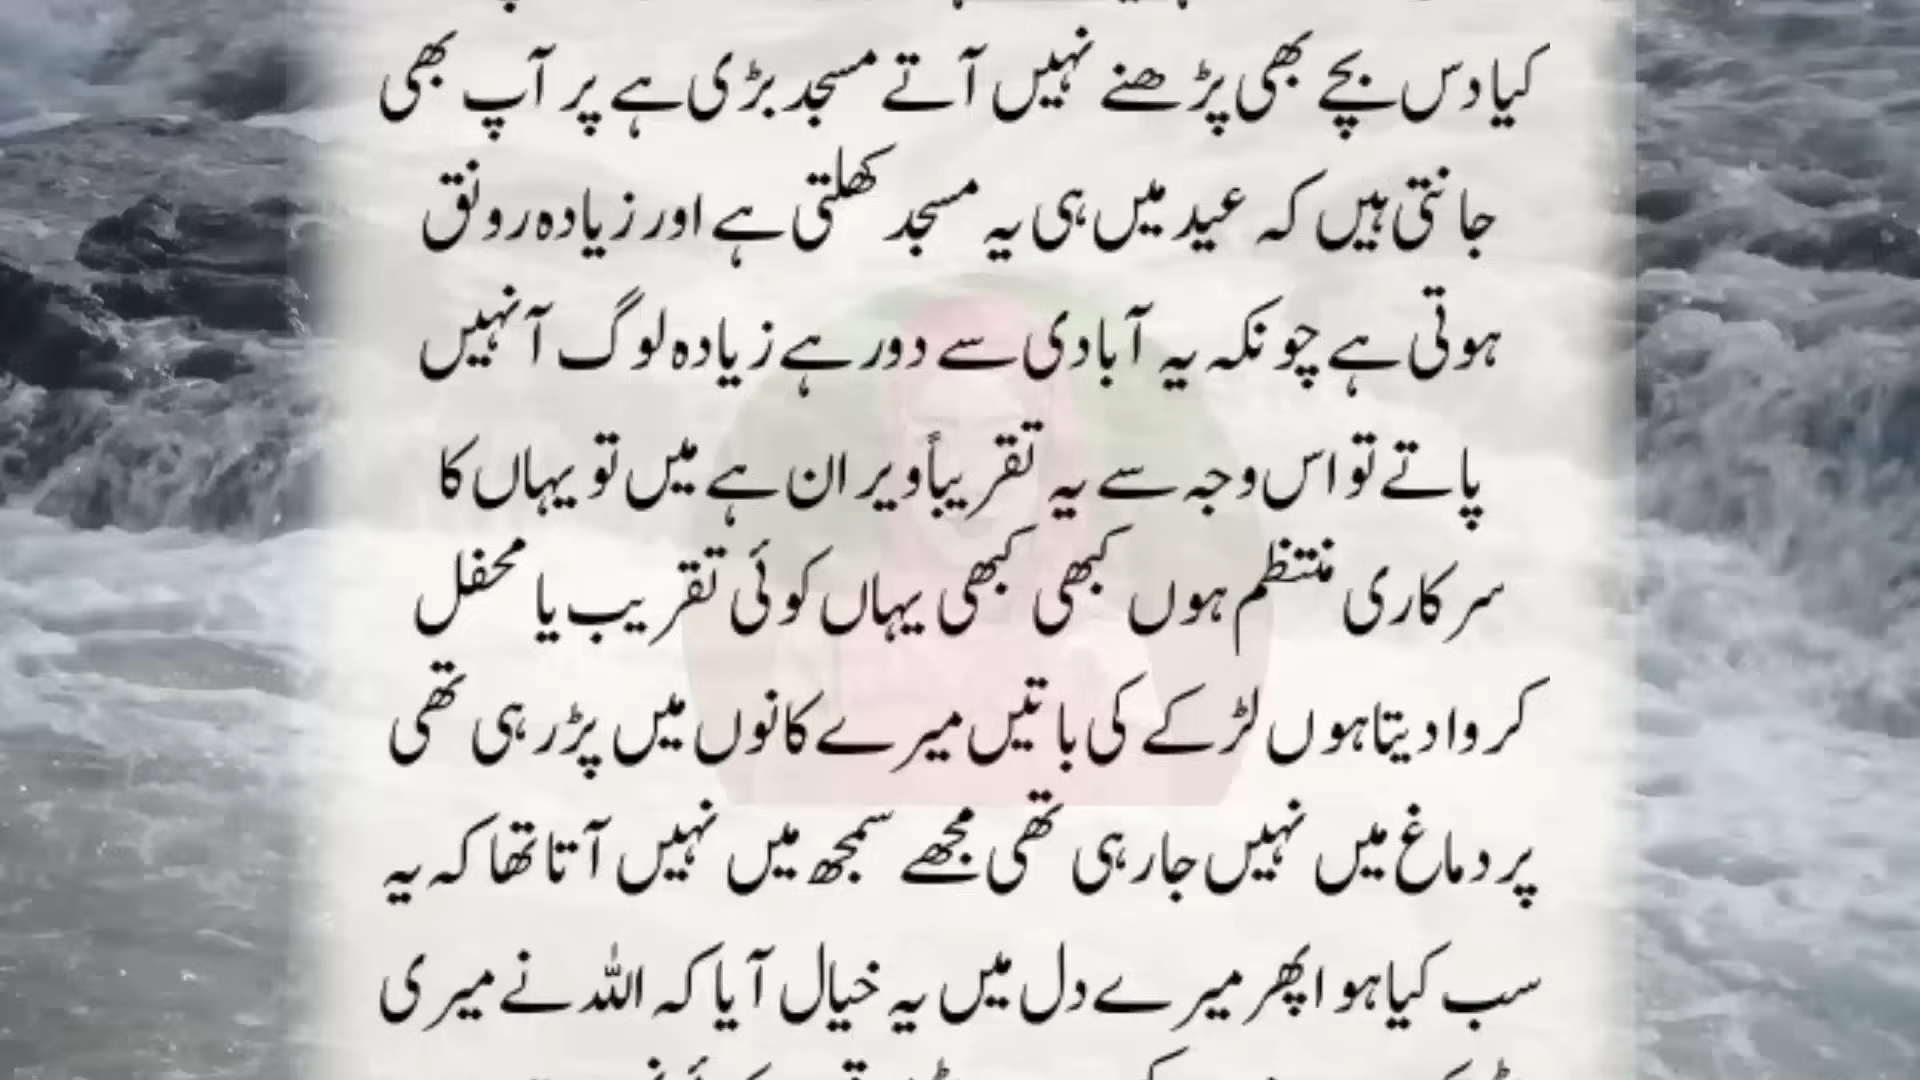 کیا دس بچے بھی پڑھنے نہیں آتے مسجد بڑی ہے پر آپ بھی
جانتی ہیں کہ عید میں ہی یہ مسجد کھلتی ہے اور زیادہ رونق
ہوتی ہے چونکہ یہ آبادی سے دور ہے زیادہ لوگ آ نہیں
پاتے تو اس وجہ سے یہ تقریباً ویران ہے میں تو یہاں کا
سرکاری منتظم ہوں کبھی کبھی یہاں کوئی تقریب یا محفل
کروا دیتا ہوں لڑکے کی باتیں میرے کانوں میں پڑ رہی تھی
پر دماغ میں نہیں جا رہی تھی مجھے سمجھ میں نہیں آتا تھا کہ یہ
سب کیا ہوا پھر میرے دل میں یہ خیال آیا کہ اللہ نے میری